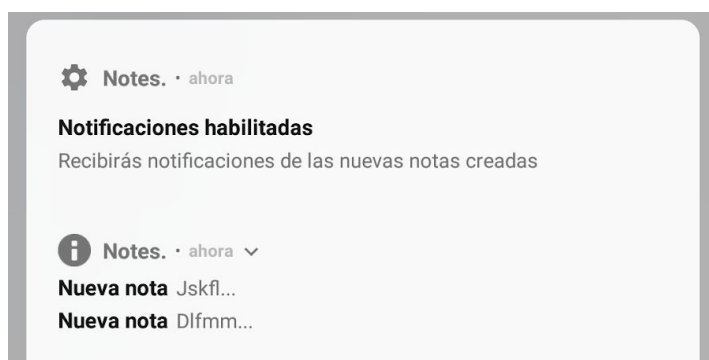 Notes. · ahora
Notificaciones habilitadas
Recibirás notificaciones de las nuevas notas creadas
Notes. · ahora
Nueva nota Jskfl...
Nueva nota Dlfmm...